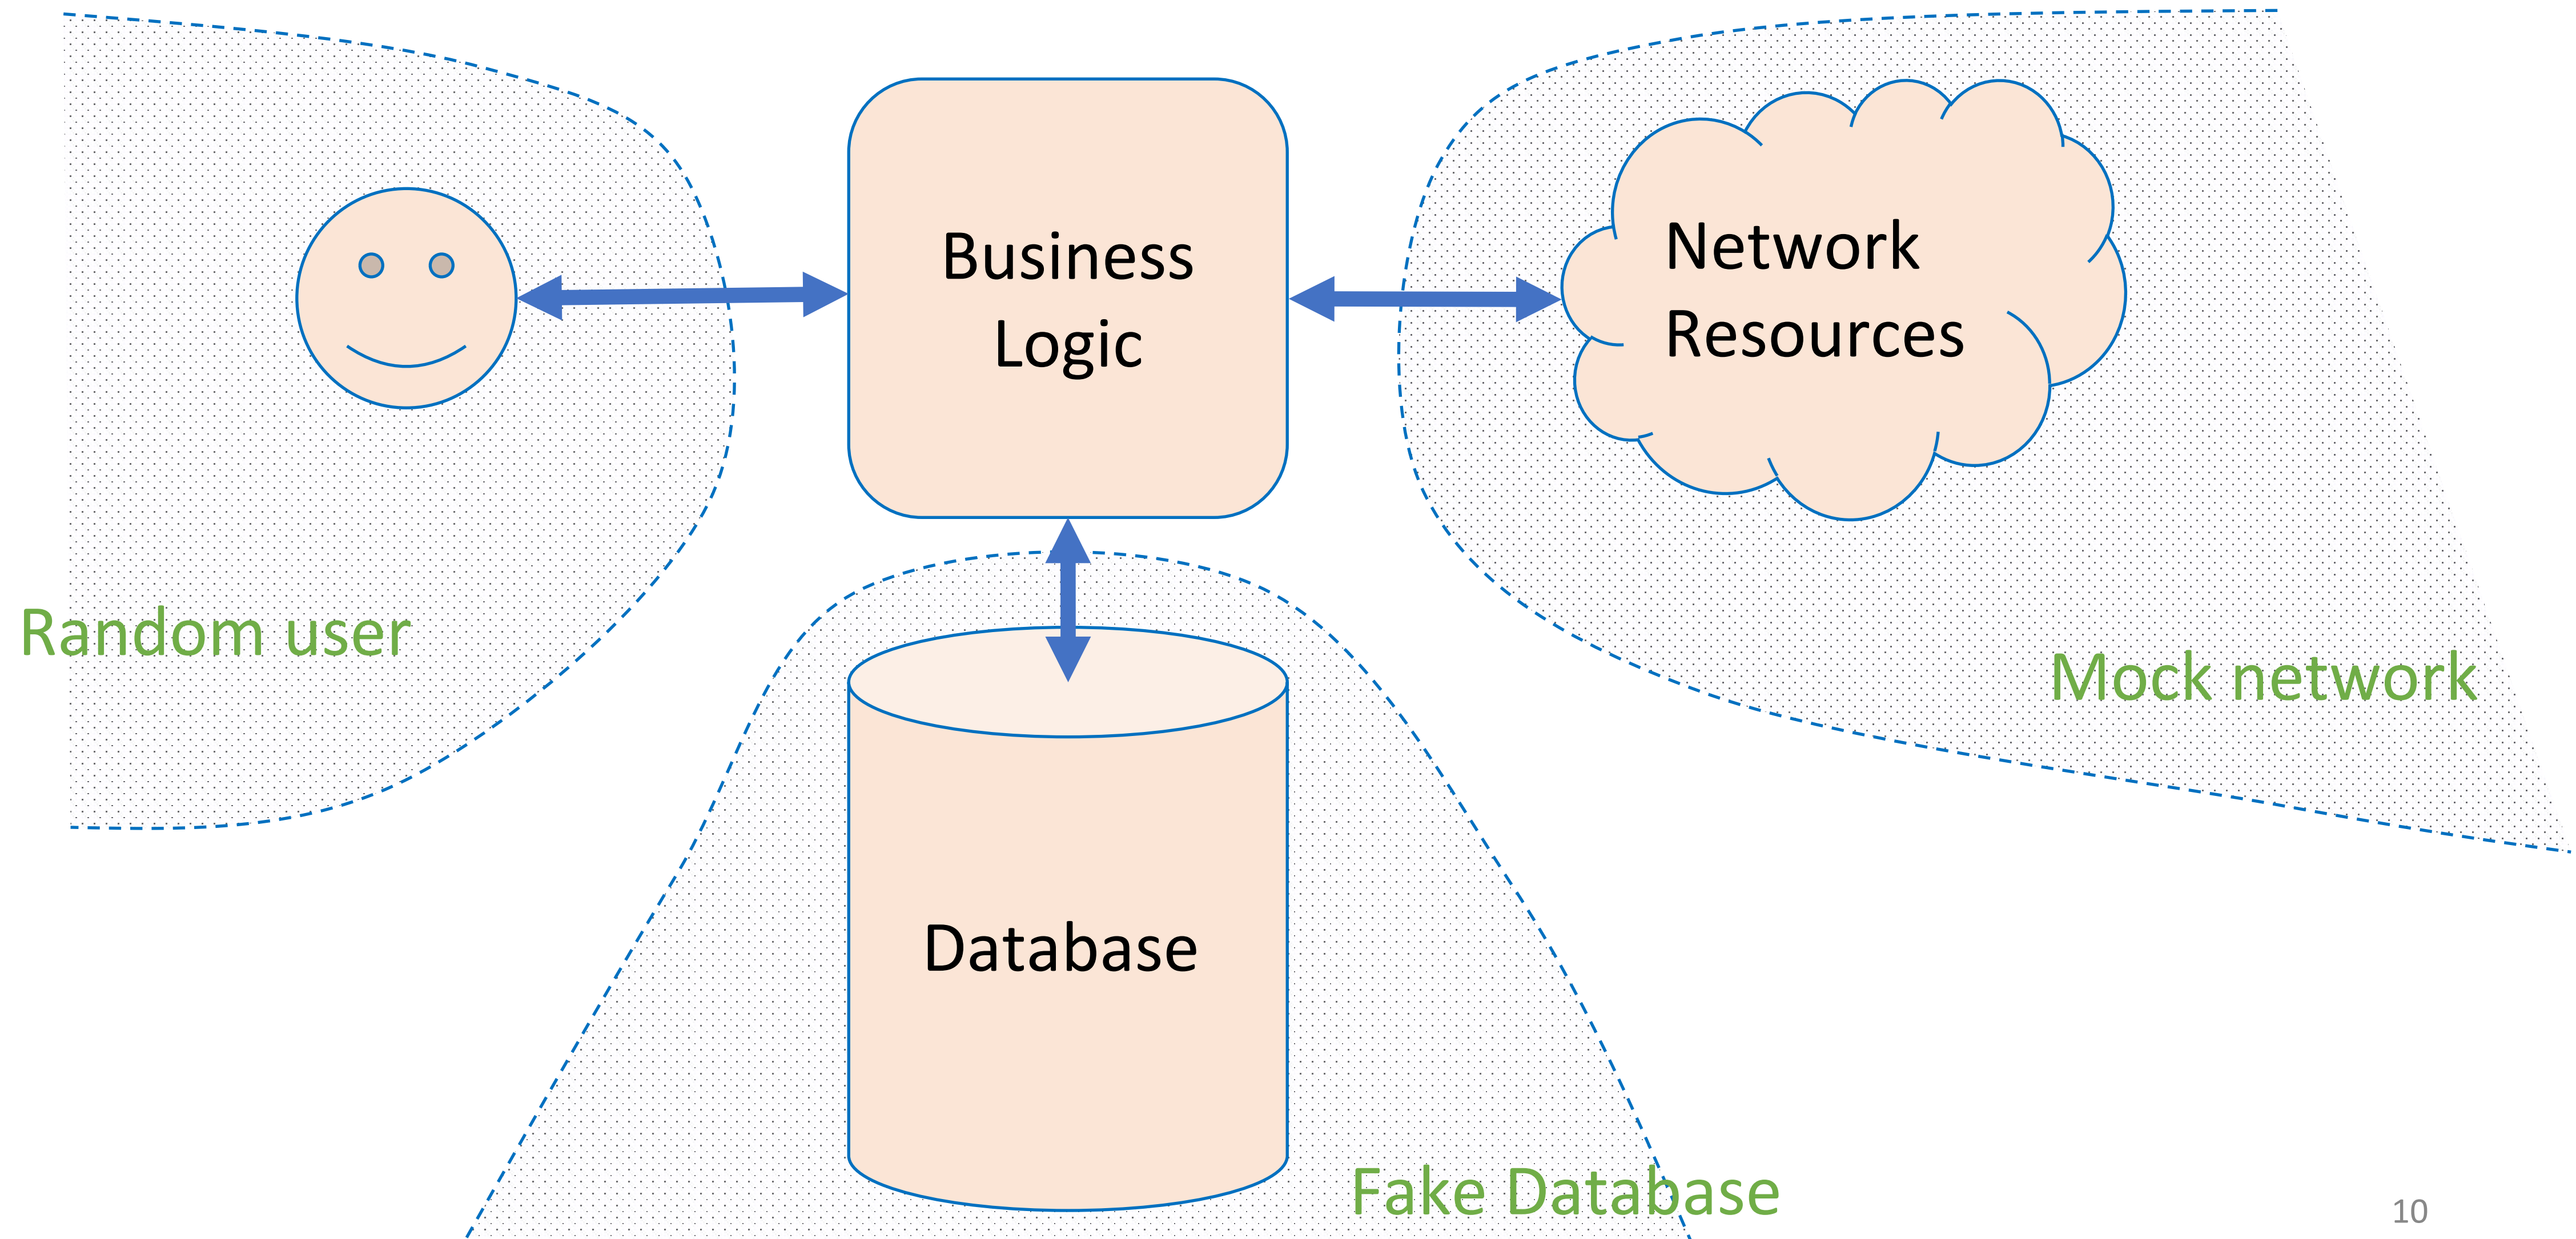 Business
Logic
Network
Resources
Random user
Mock network
Database
Fake Database
10